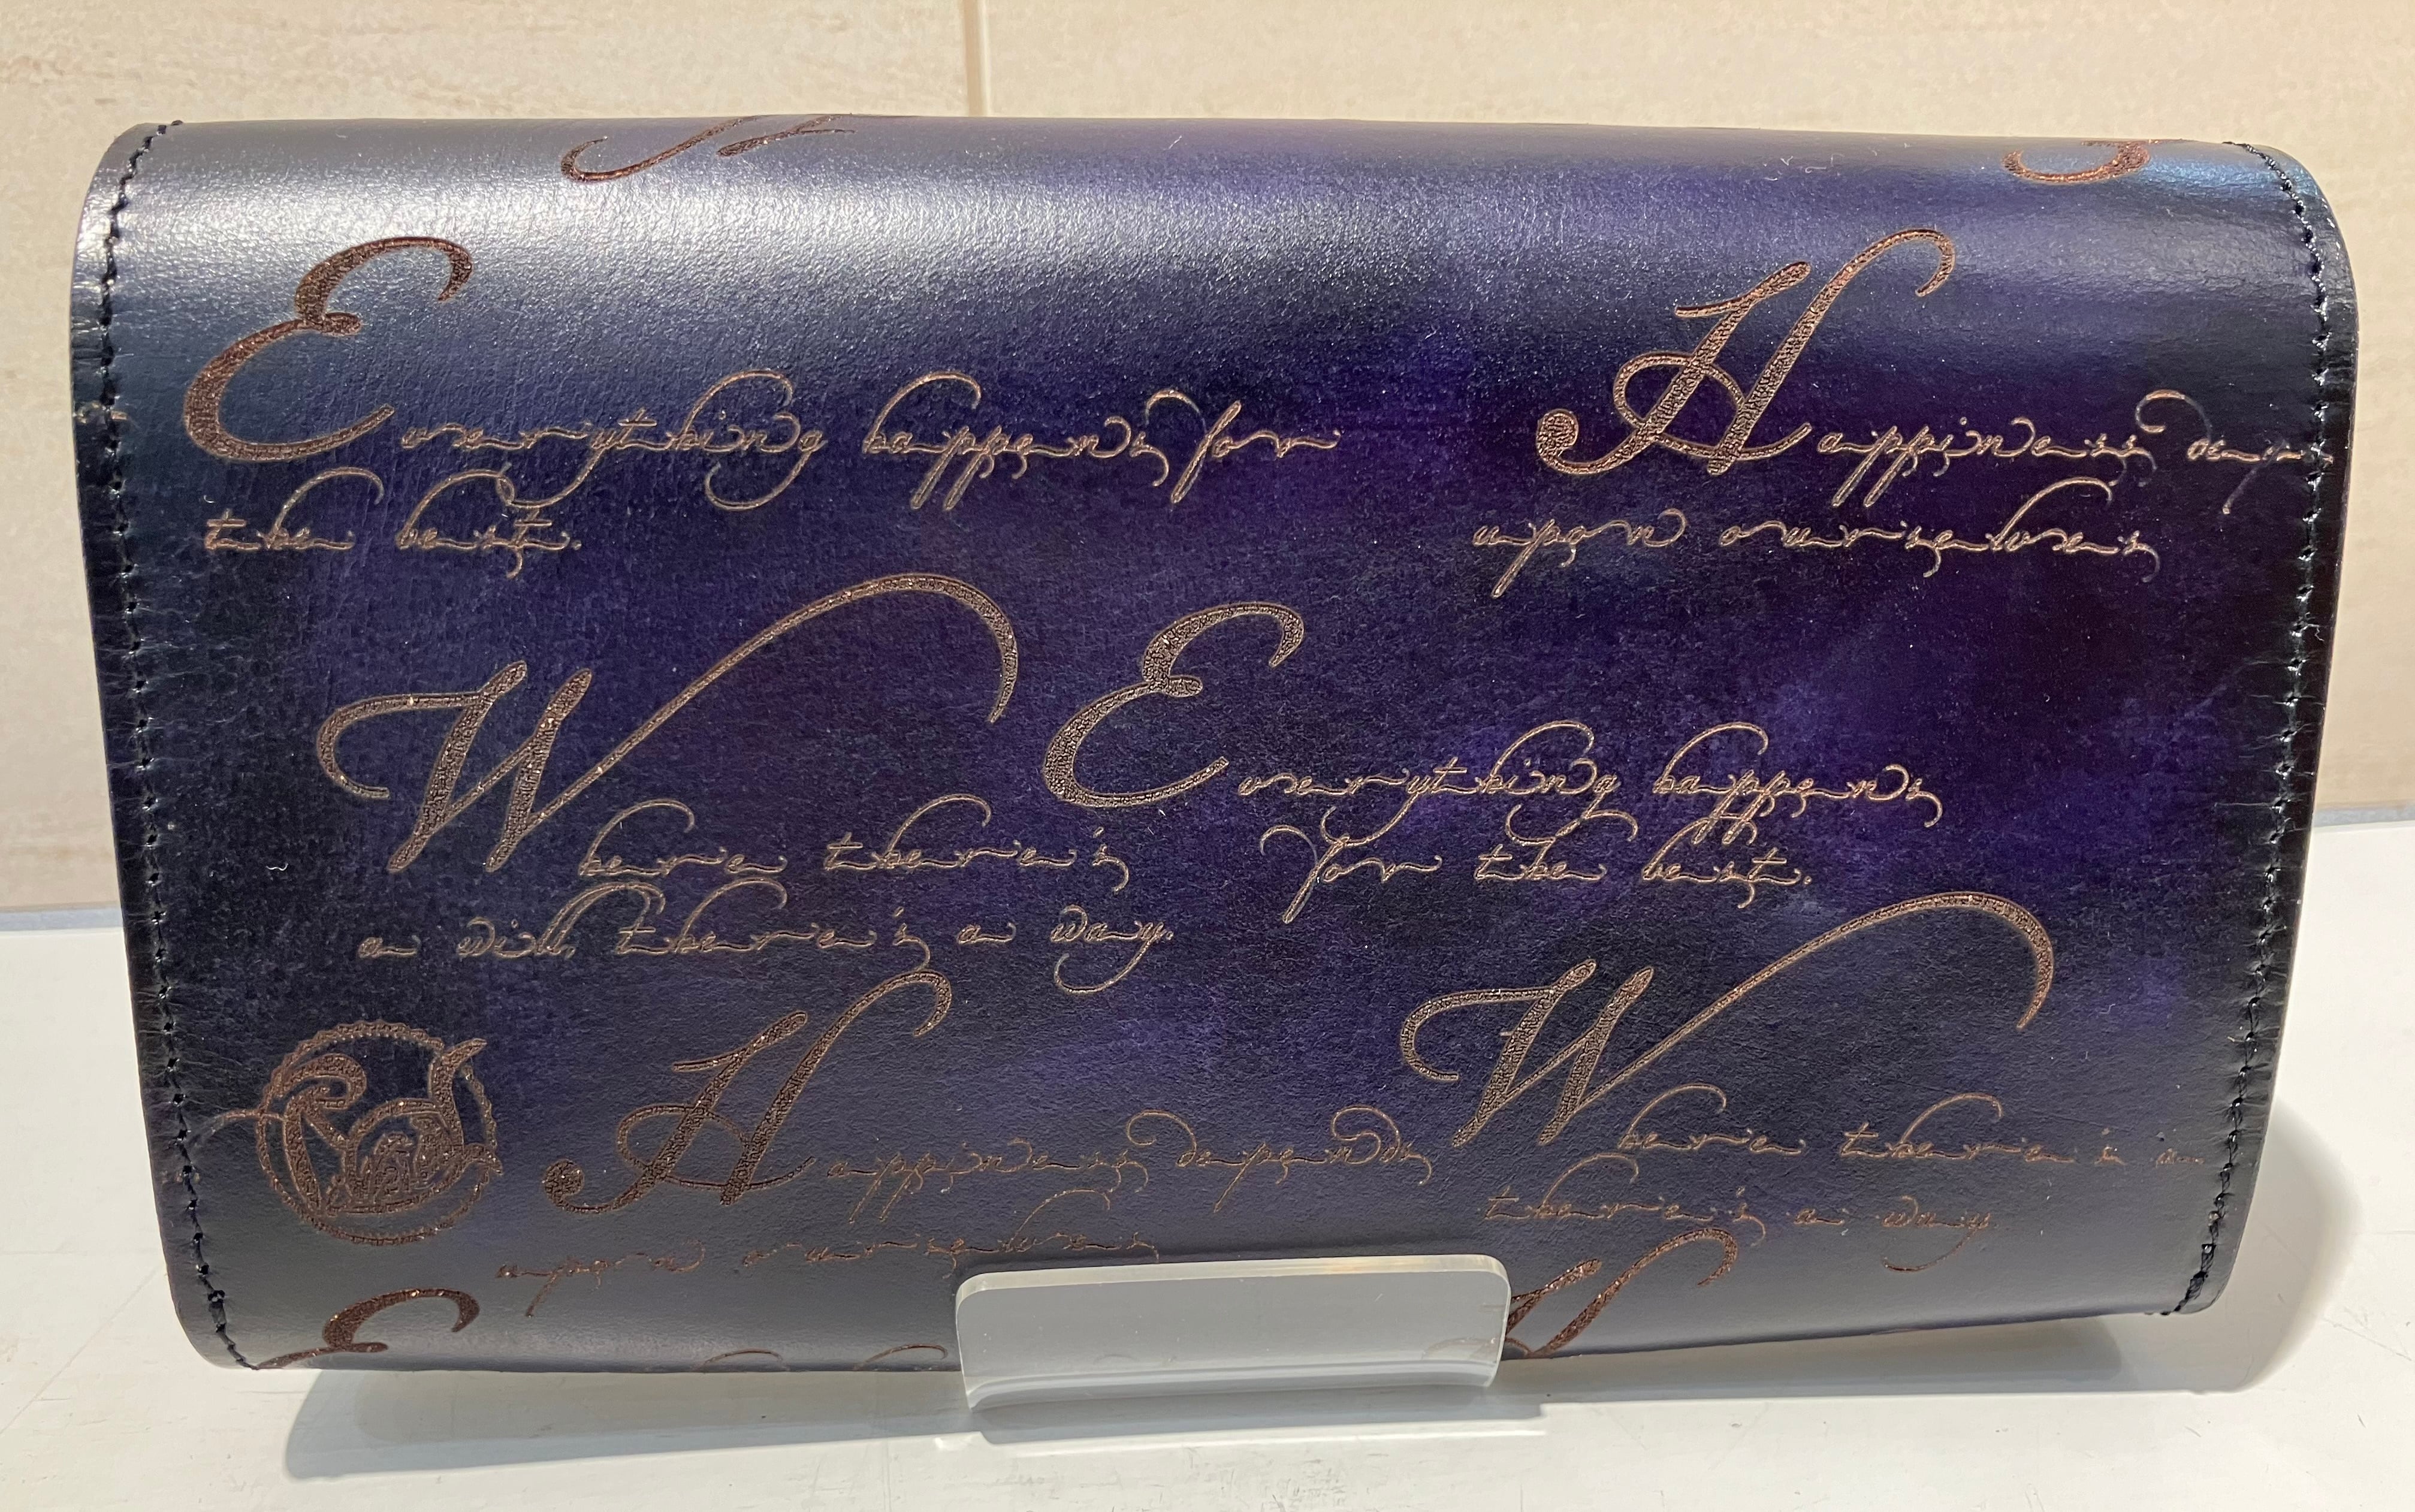 Everything happens for
the best.
Happiness
upon ourselves
Where there is
a will, there is a way.
Everything happens
for the best.
Happiness depends
upon ourselves
Where there is a
there is a way.